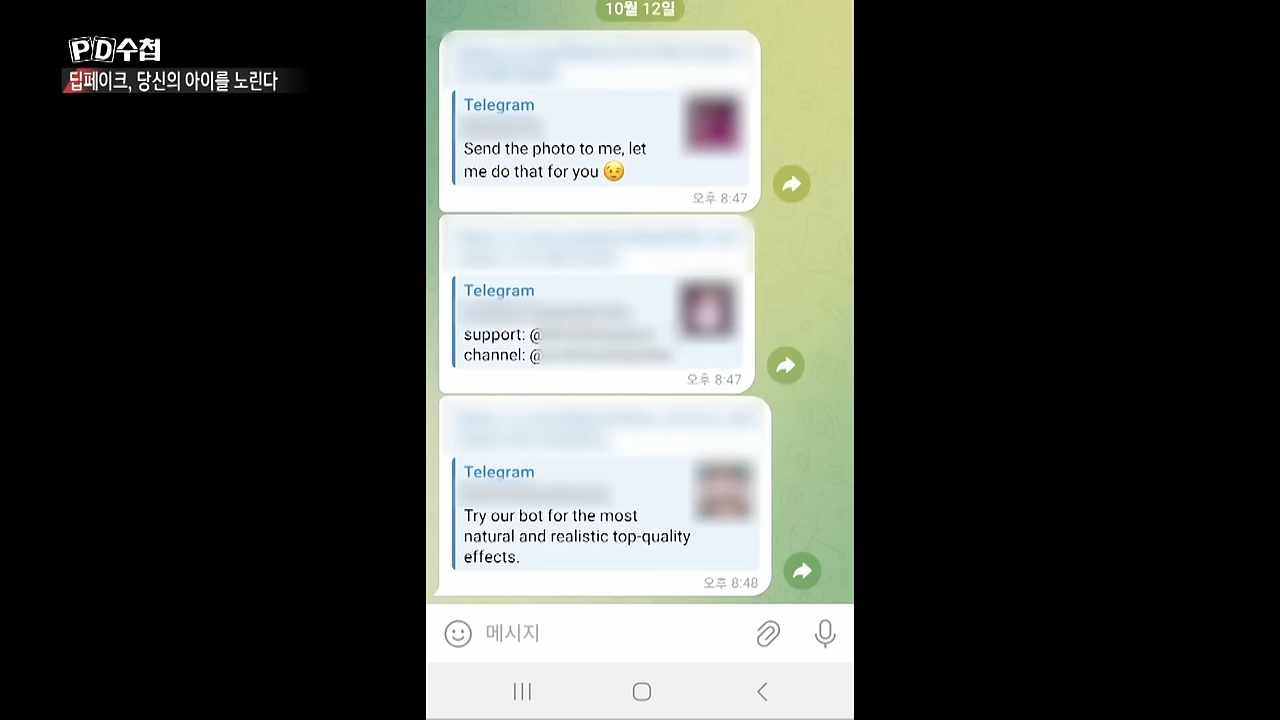 PD수첩
딥페이크, 당신의 아이를 노린다
10월 12일
Telegram
Send the photo to me, let
me do that for you 😉
오후 8:47
Telegram
support: @
channel: @
오후 8:47
Telegram
Try our bot for the most
natural and realistic top-quality
effects.
오후 8:48
메시지